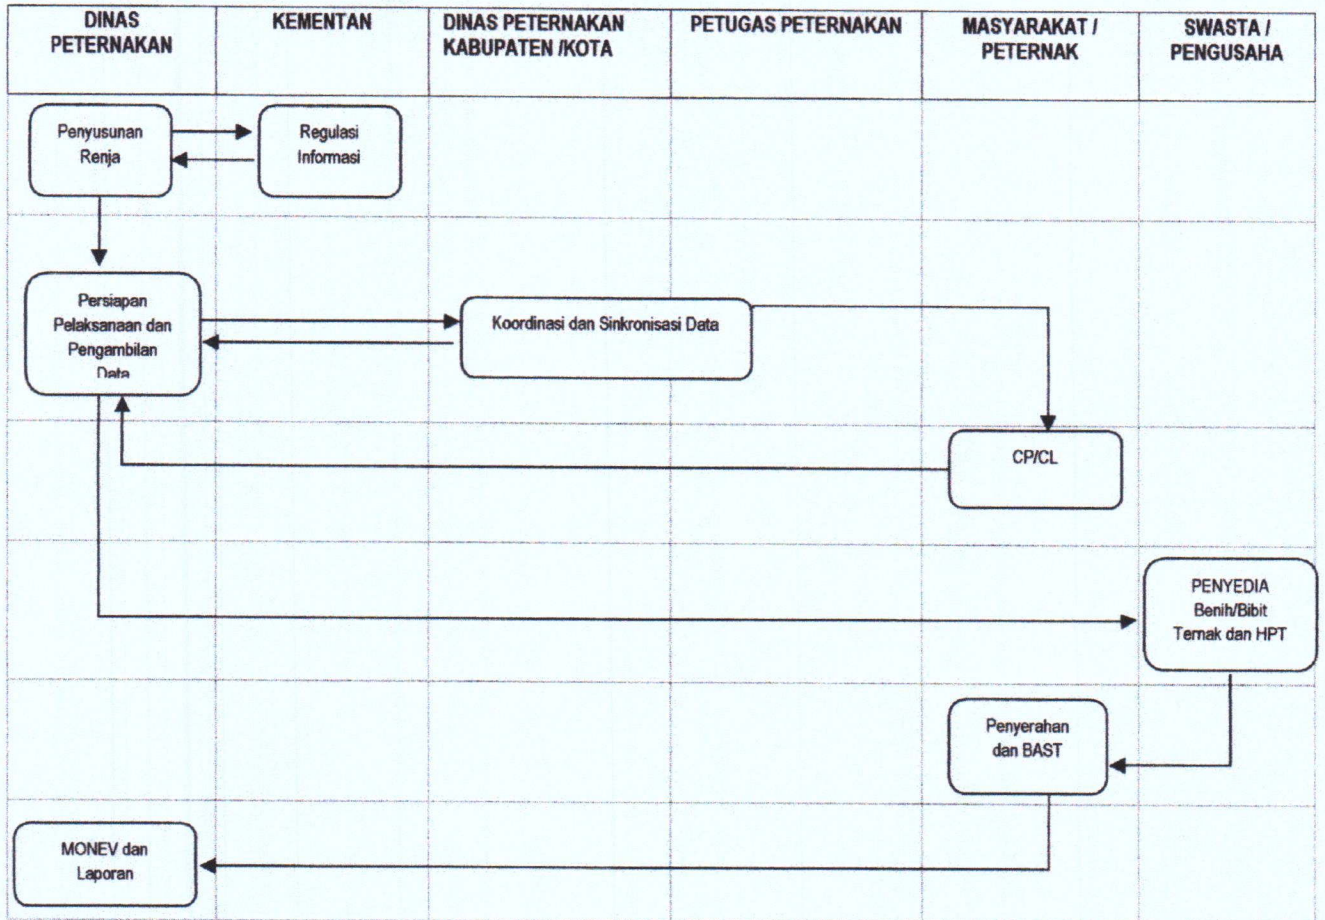 DINAS
PETERNAKAN
KEMENTAN
DINAS PETERNAKAN
KABUPATEN /KOTA
PETUGAS PETERNAKAN
MASYARAKAT /
PETERNAK
SWASTA /
PENGUSAHA
Penyusunan
Renja
Regulasi
Informasi
Persiapan
Pelaksanaan dan
Pengambilan
Data
Koordinasi dan Sinkronisasi Data
CP/CL
PENYEDIA
Benih/Bibit
Ternak dan HPT
Penyerahan
dan BAST
MONEV dan
Laporan